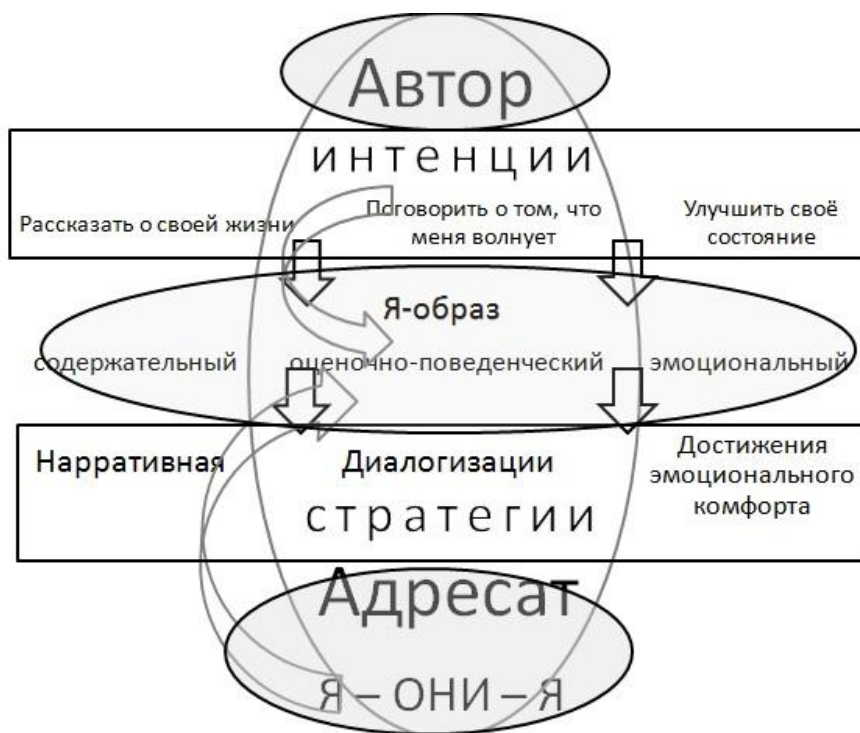 Автор
интенции
Рассказать о своей жизни
Поговорить о том, что
меня волнует
Улучшить своё
состояние
Я-образ
содержательный оценочно-поведенческий эмоциональный
Нарративная
Диалогизации
Достижения
эмоционального
комфорта
стратегии
Адресат
Я – ОНИ – Я